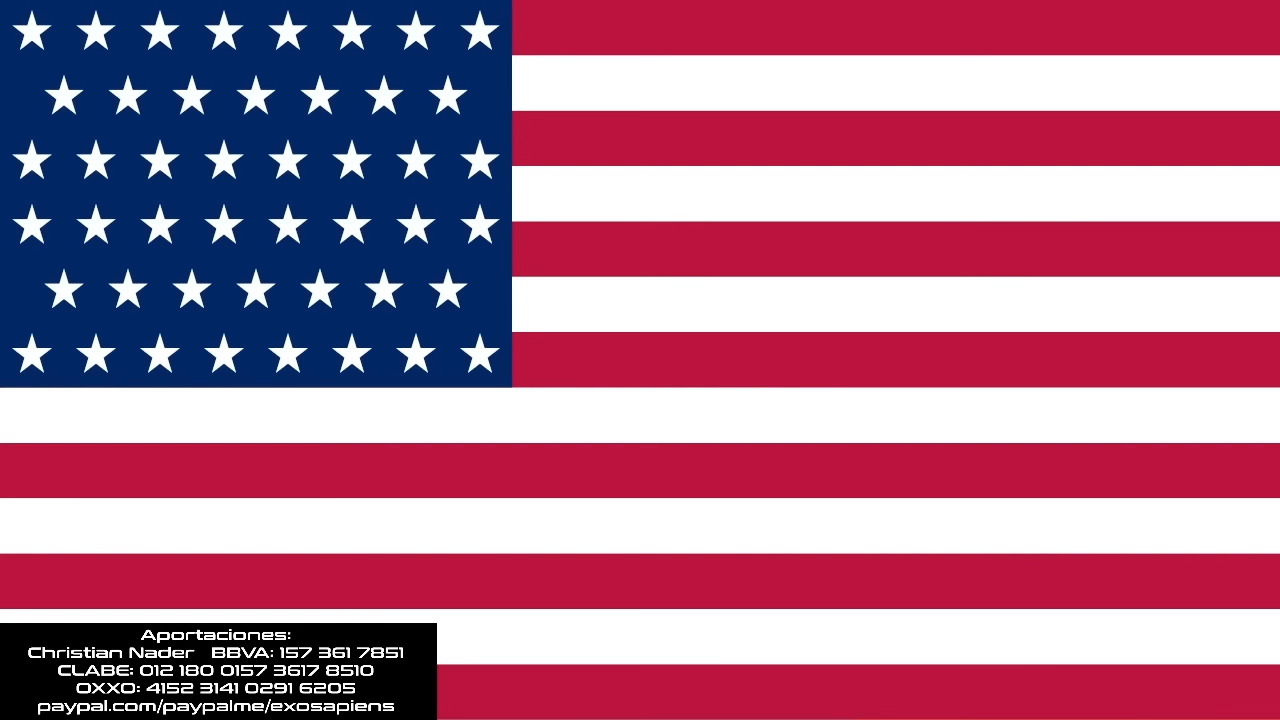 Aportaciones:
Christian Nader BBVA: 157 361 7851
CLABE: 012 180 0157 3617 8510
OXXO: 4152 3141 0291 6205
paypal.com/paypalme/exosapiens